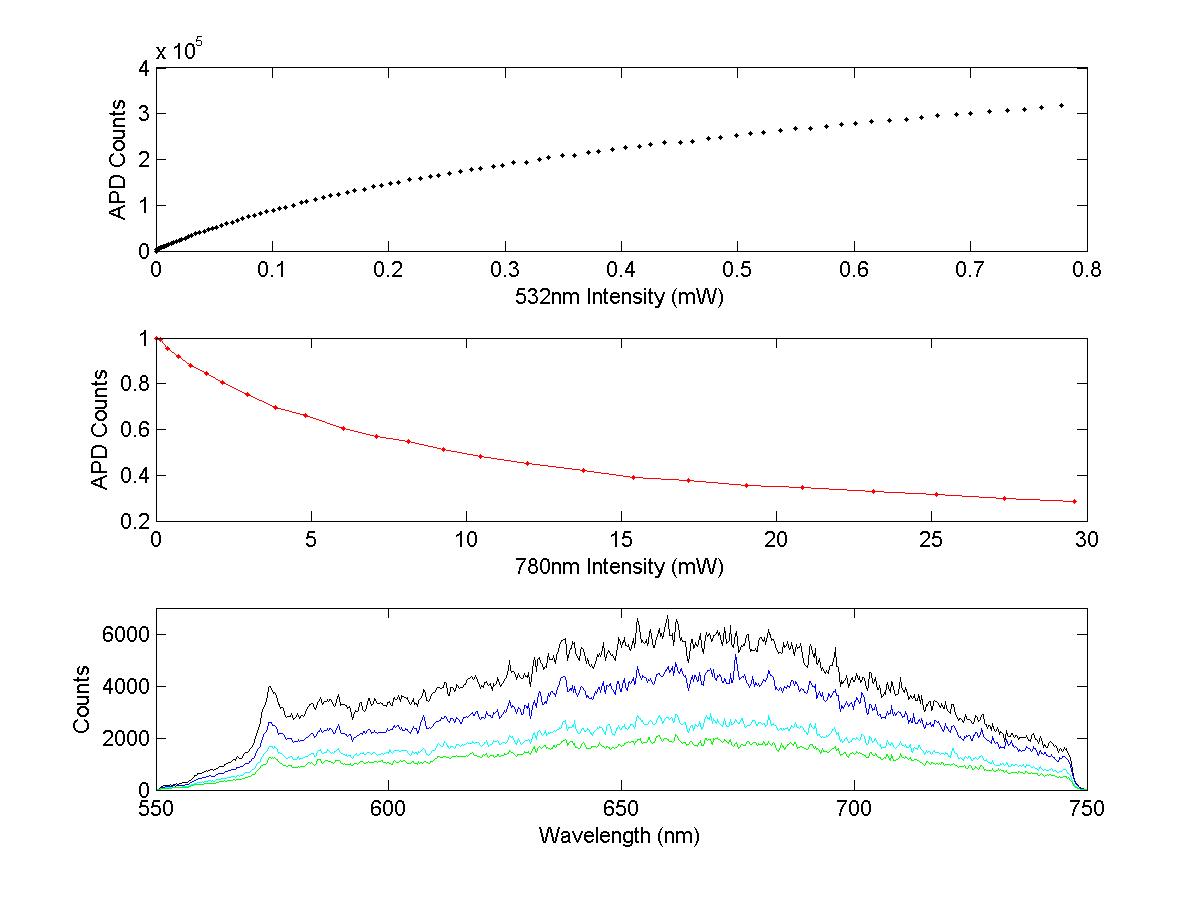 x 10^5
4
3
2
1
0
APD Counts
0 0.1 0.2 0.3 0.4 0.5 0.6 0.7 0.8
532nm Intensity (mW)
1
0.8
0.6
0.4
0.2
APD Counts
0 5 10 15 20 25 30
780nm Intensity (mW)
6000
4000
2000
0
Counts
550 600 650 700 750
Wavelength (nm)